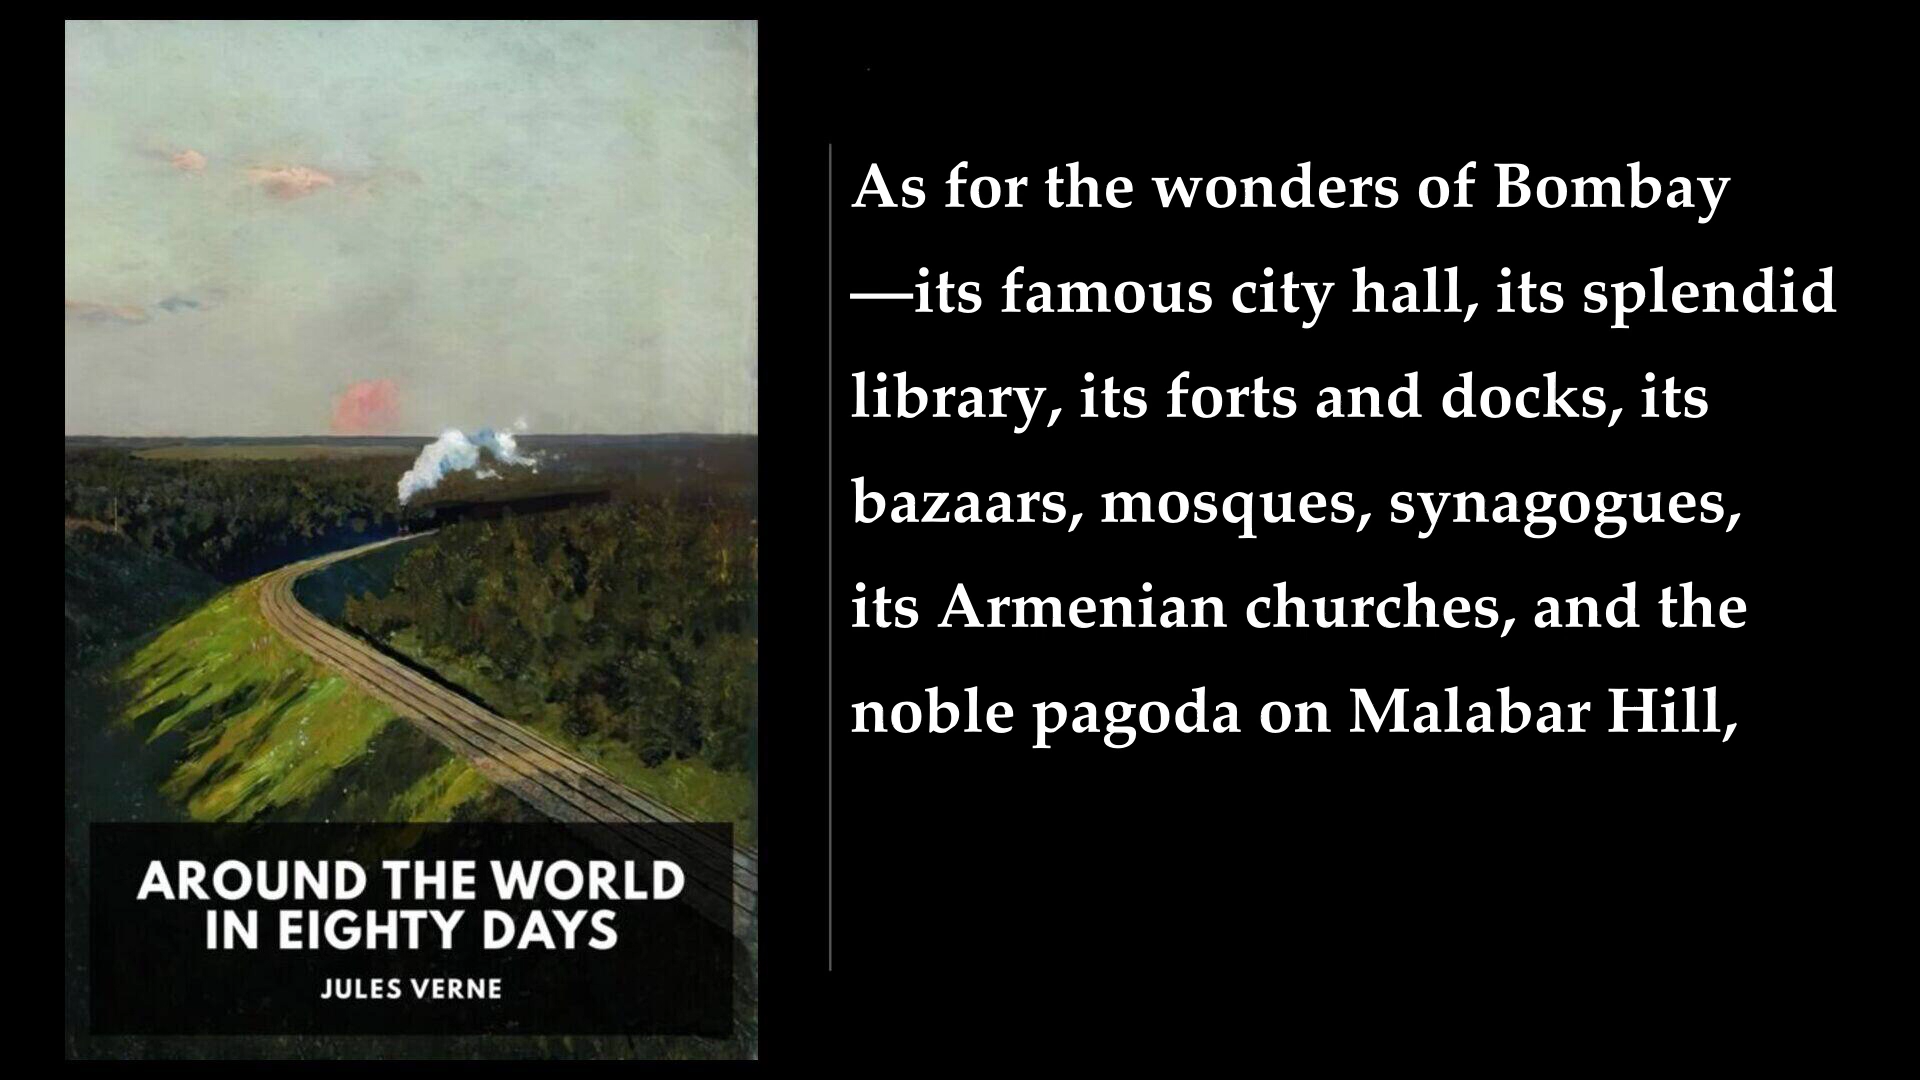 As for the wonders of Bombay
—its famous city hall, its splendid
library, its forts and docks, its
bazaars, mosques, synagogues,
its Armenian churches, and the
noble pagoda on Malabar Hill,
AROUND THE WORLD
IN EIGHTY DAYS
JULES VERNE